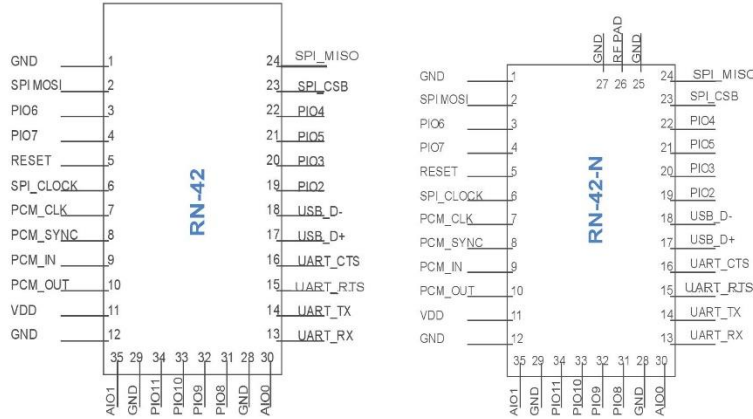 GND 1 24 SPI_MISO
SPI MOSI 2 23 SPI_CSB
PIO6 3 22 PIO4
PIO7 4 21 PIO5
RESET 5 20 PIO3
SPI_CLOCK 6 19 PIO2
PCM_CLK 7 18 USB_D-
PCM_SYNC 8 17 USB_D+
PCM_IN 9 16 UART_CTS
PCM_OUT 10 15 UART_RTS
VDD 11 14 UART_TX
GND 12 13 UART_RX
RN-42
35 29 34 33 32 31 28 30
AIO1 GND PIO11 PIO10 PIO9 PIO8 GND AIO0
GND RF PAD GND
27 26 25
GND 1 24 SPI_MISO
SPI MOSI 2 23 SPI_CSB
PIO6 3 22 PIO4
PIO7 4 21 PIO5
RESET 5 20 PIO3
SPI_CLOCK 6 19 PIO2
PCM_CLK 7 18 USB_D-
PCM_SYNC 8 17 USB_D+
PCM_IN 9 16 UART_CTS
PCM_OUT 10 15 UART_RTS
VDD 11 14 UART_TX
GND 12 13 UART_RX
RN-42-N
35 29 34 33 32 31 28 30
AIO1 GND PIO11 PIO10 PIO9 PIO8 GND AIO0